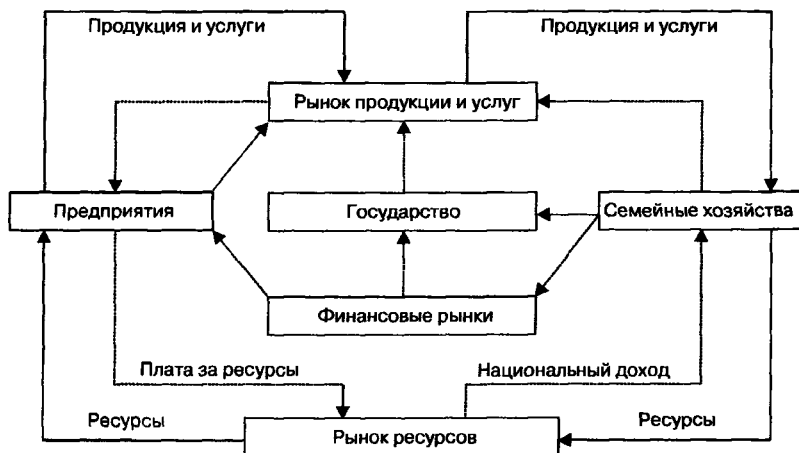 Продукция и услуги
Продукция и услуги
Рынок продукции и услуг
Предприятия
Государство
Семейные хозяйства
Финансовые рынки
Плата за ресурсы
Национальный доход
Ресурсы
Ресурсы
Рынок ресурсов